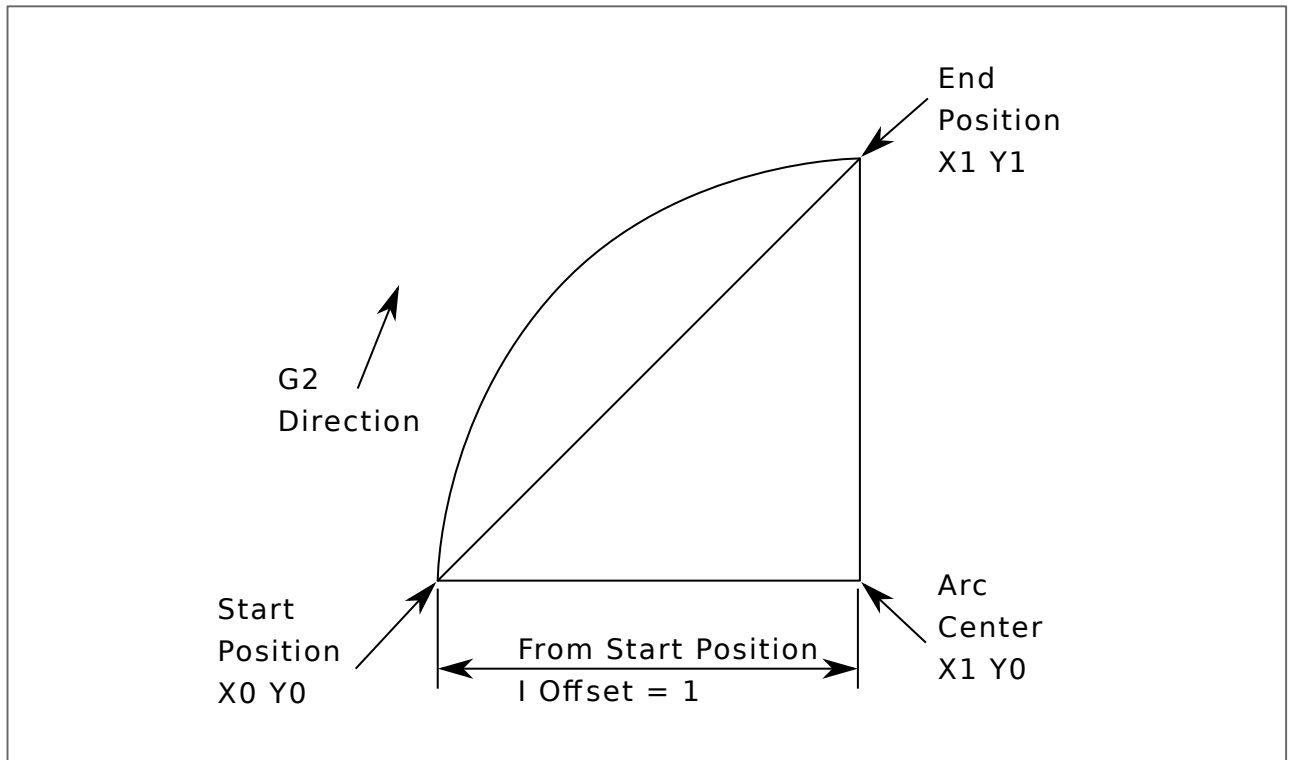 End
Position
X1 Y1
G2
Direction
Start
Position
X0 Y0
From Start Position
I Offset = 1
Arc
Center
X1 Y0